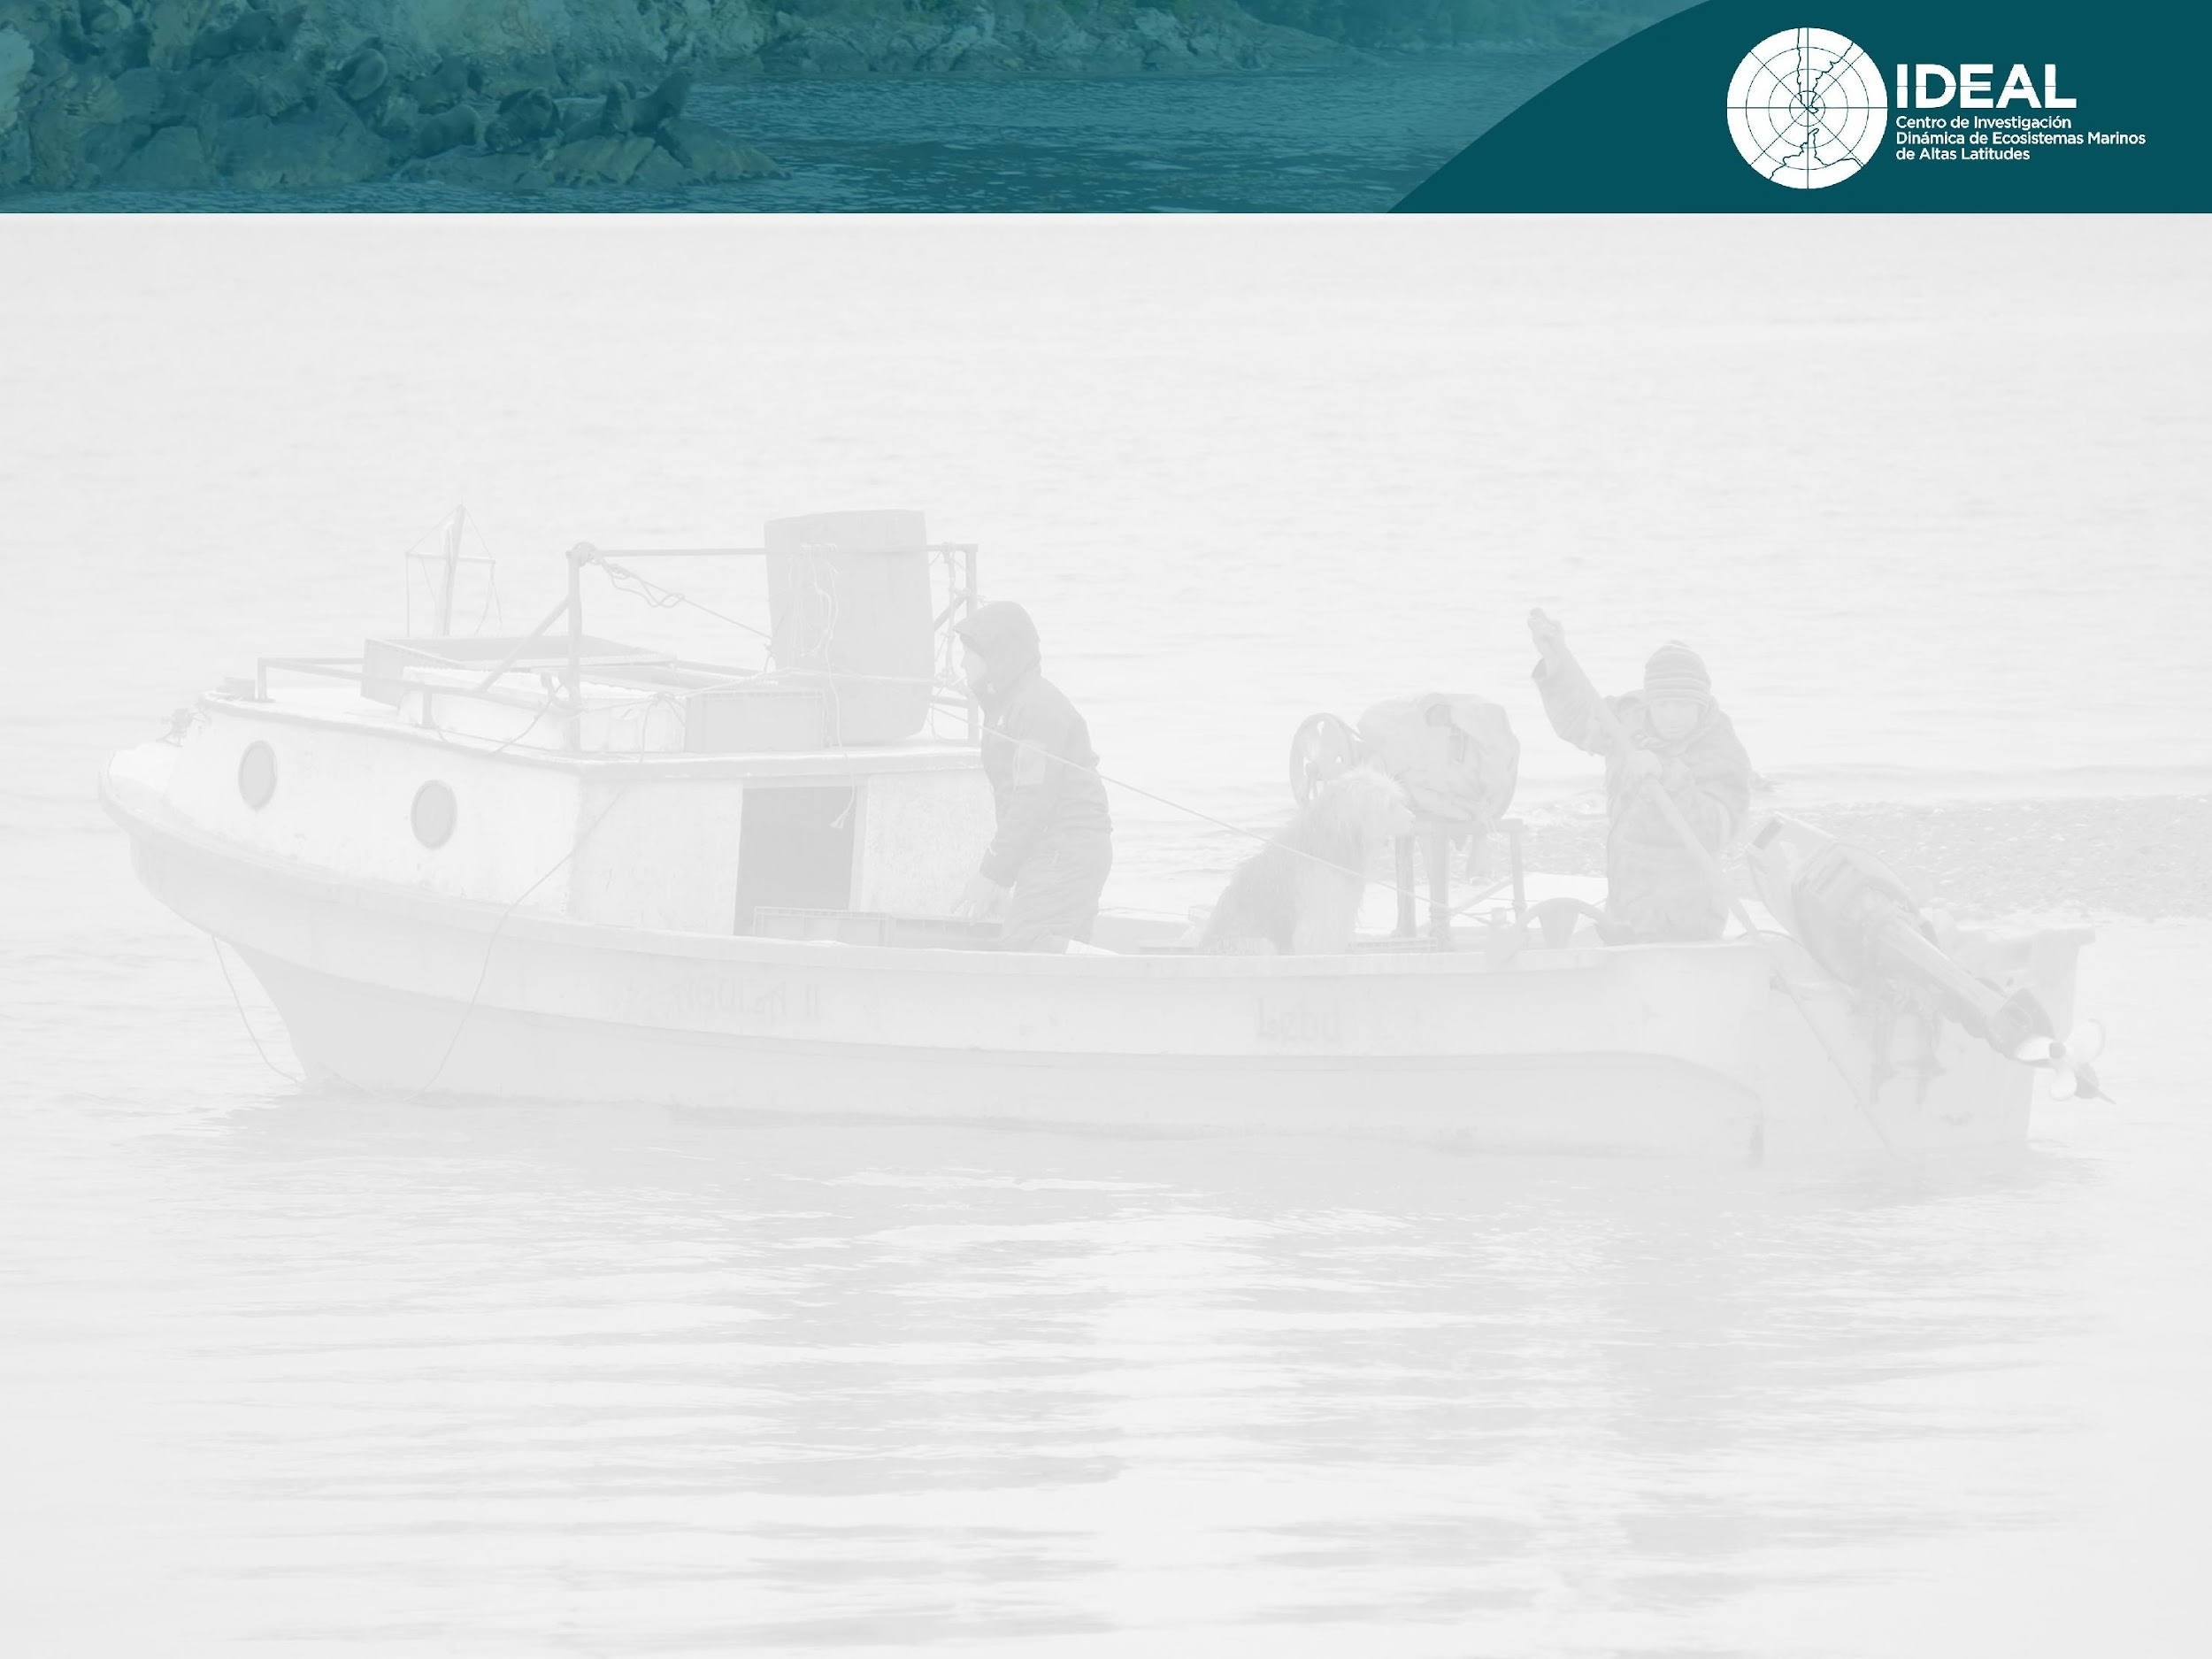 IDEAL
Centro de Investigación
Dinámica de Ecosistemas Marinos
de Altas Latitudes